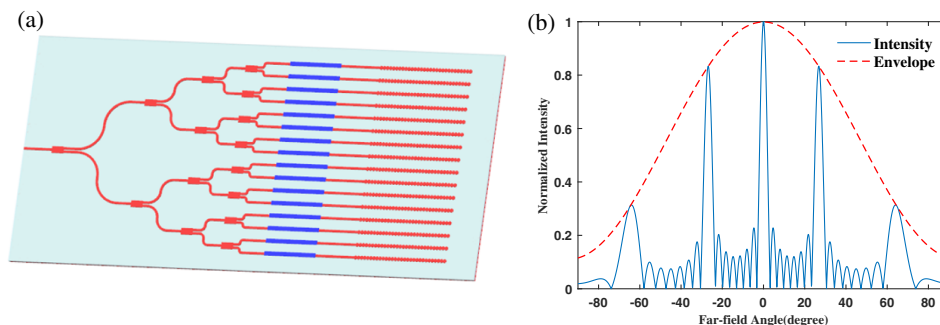 (a)
(b)
1
0.8
0.6
0.4
0.2
0
Normalized Intensity
Intensity
Envelope
-80 -60 -40 -20 0 20 40 60 80
Far-field Angle(degree)